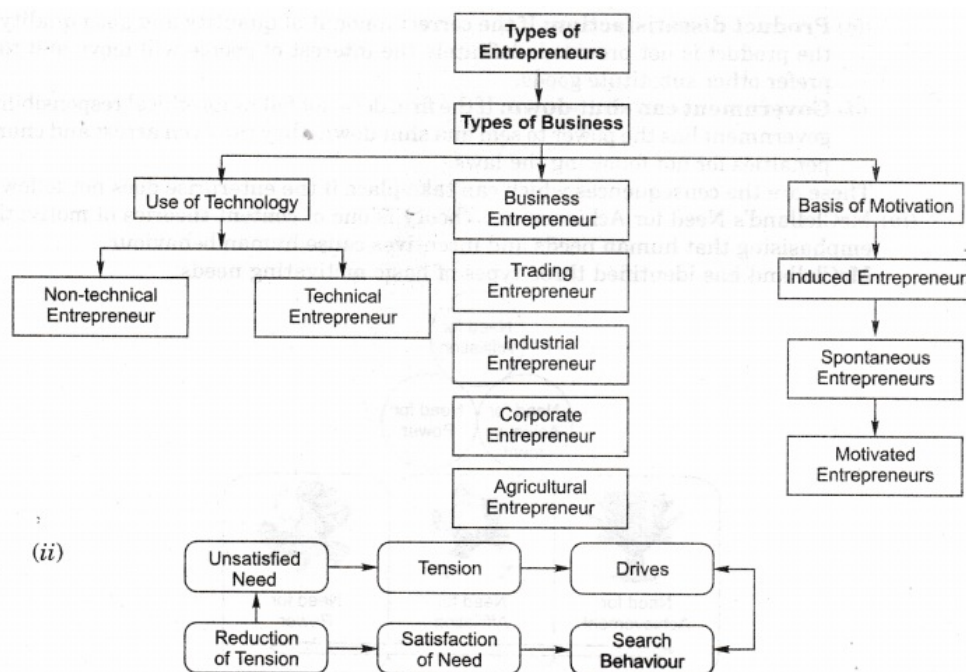 Types of
Entrepreneurs
Types of Business
Use of Technology
Business
Entrepreneur
Basis of Motivation
Non-technical
Entrepreneur
Technical
Entrepreneur
Trading
Entrepreneur
Induced Entrepreneur
Industrial
Entrepreneur
Spontaneous
Entrepreneurs
Corporate
Entrepreneur
Motivated
Entrepreneurs
Agricultural
Entrepreneur
(ii)
Unsatisfied
Need
Tension
Drives
Reduction
of Tension
Satisfaction
of Need
Search
Behaviour